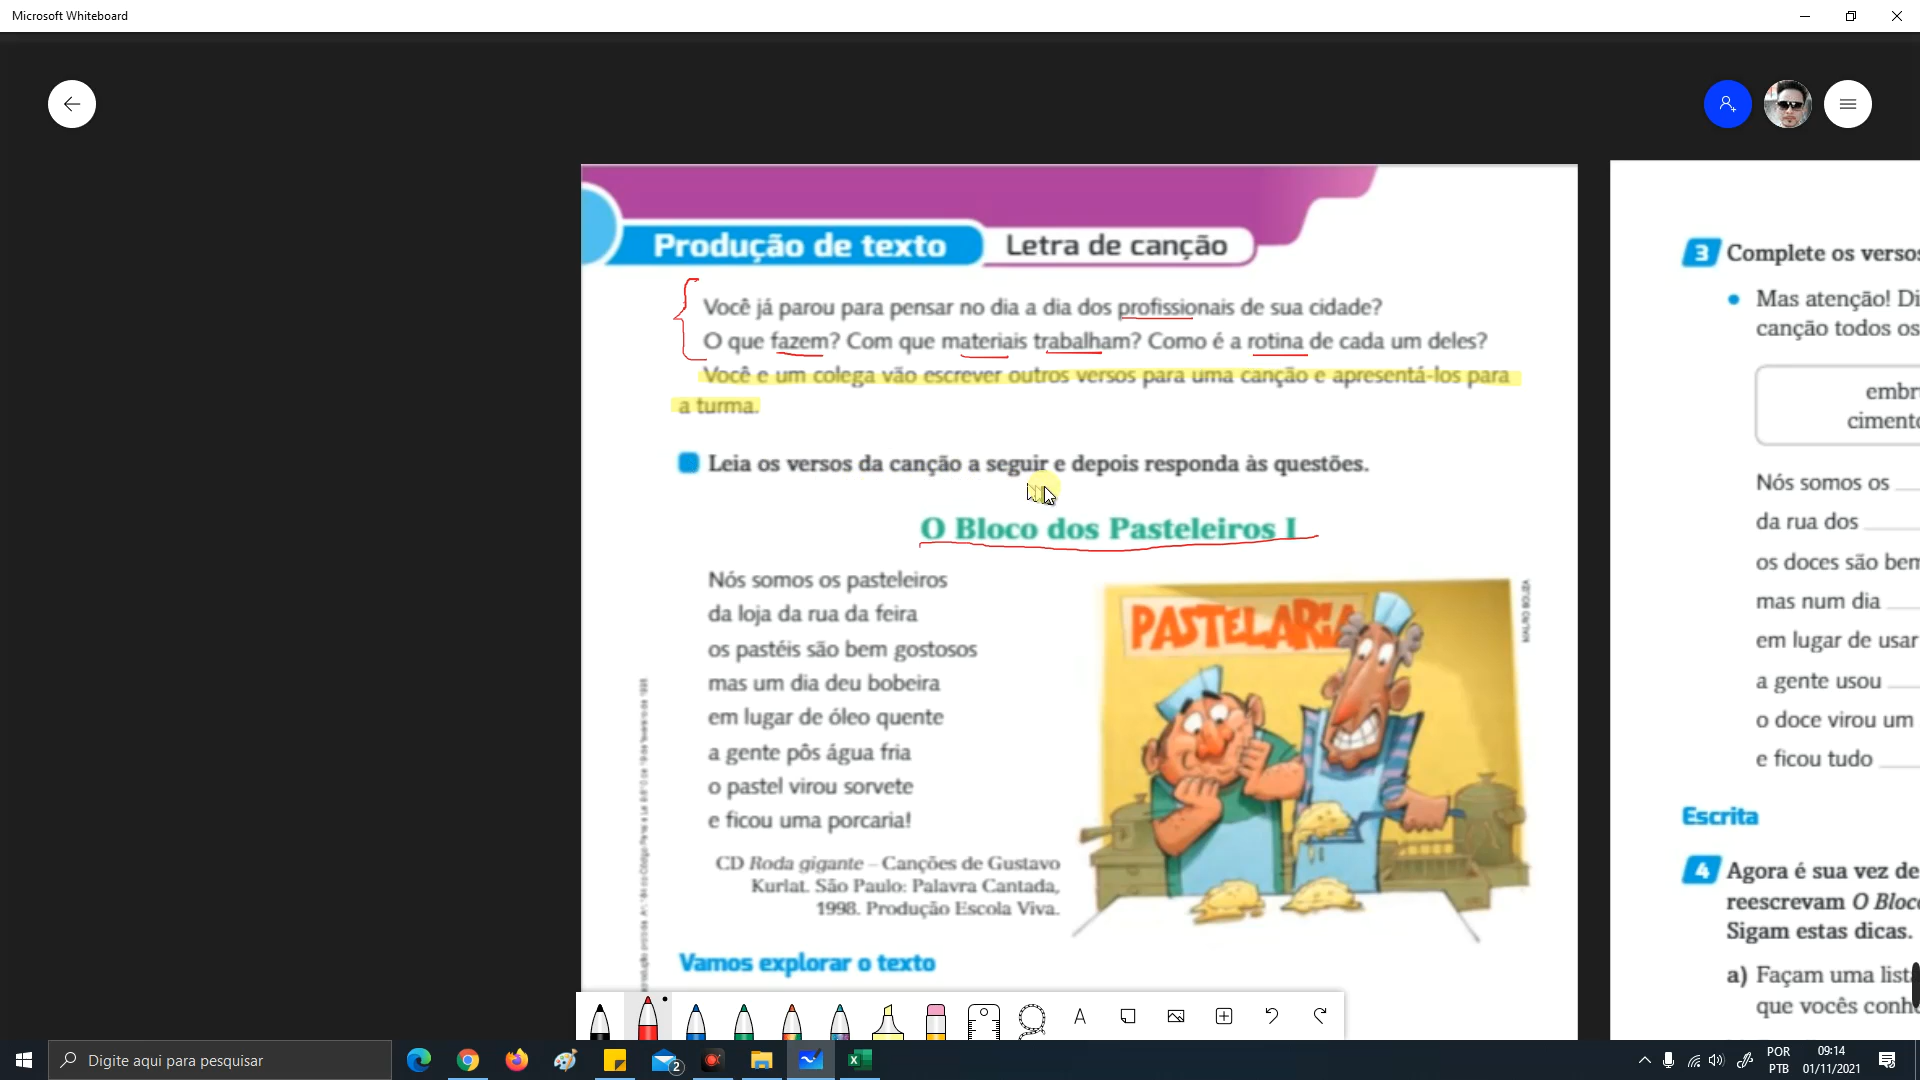 Microsoft Whiteboard
Produção de texto
Letra de canção
Você já parou para pensar no dia a dia dos profissionais de sua cidade?
O que fazem? Com que materiais trabalham? Como é a rotina de cada um deles?
Você e um colega vão escrever outros versos para uma canção e apresentá-los para
a turma.
Leia os versos da canção a seguir e depois responda às questões.
O Bloco dos Pasteleiros I
Nós somos os pasteleiros
da loja da rua da feira
os pastéis são bem gostosos
mas um dia deu bobeira
em lugar de óleo quente
a gente pôs água fria
o pastel virou sorvete
e ficou uma porcaria!
PASTELARIA
CD Roda gigante – Canções de Gustavo
Kurlat. São Paulo: Palavra Cantada,
1998. Produção Escola Viva.
Vamos explorar o texto
3 Complete os versos
Mas atenção! Di
canção todos os
embr
cimento
Nós somos os
da rua dos
os doces são bem
mas num dia
em lugar de usar
a gente usou
o doce virou um
e ficou tudo
Escrita
4 Agora é sua vez de
reescrevam O Bloco
Sigam estas dicas.
a) Façam uma lista
que vocês conhe
Digite aqui para pesquisar
2
POR
PTB
09:14
01/11/2021